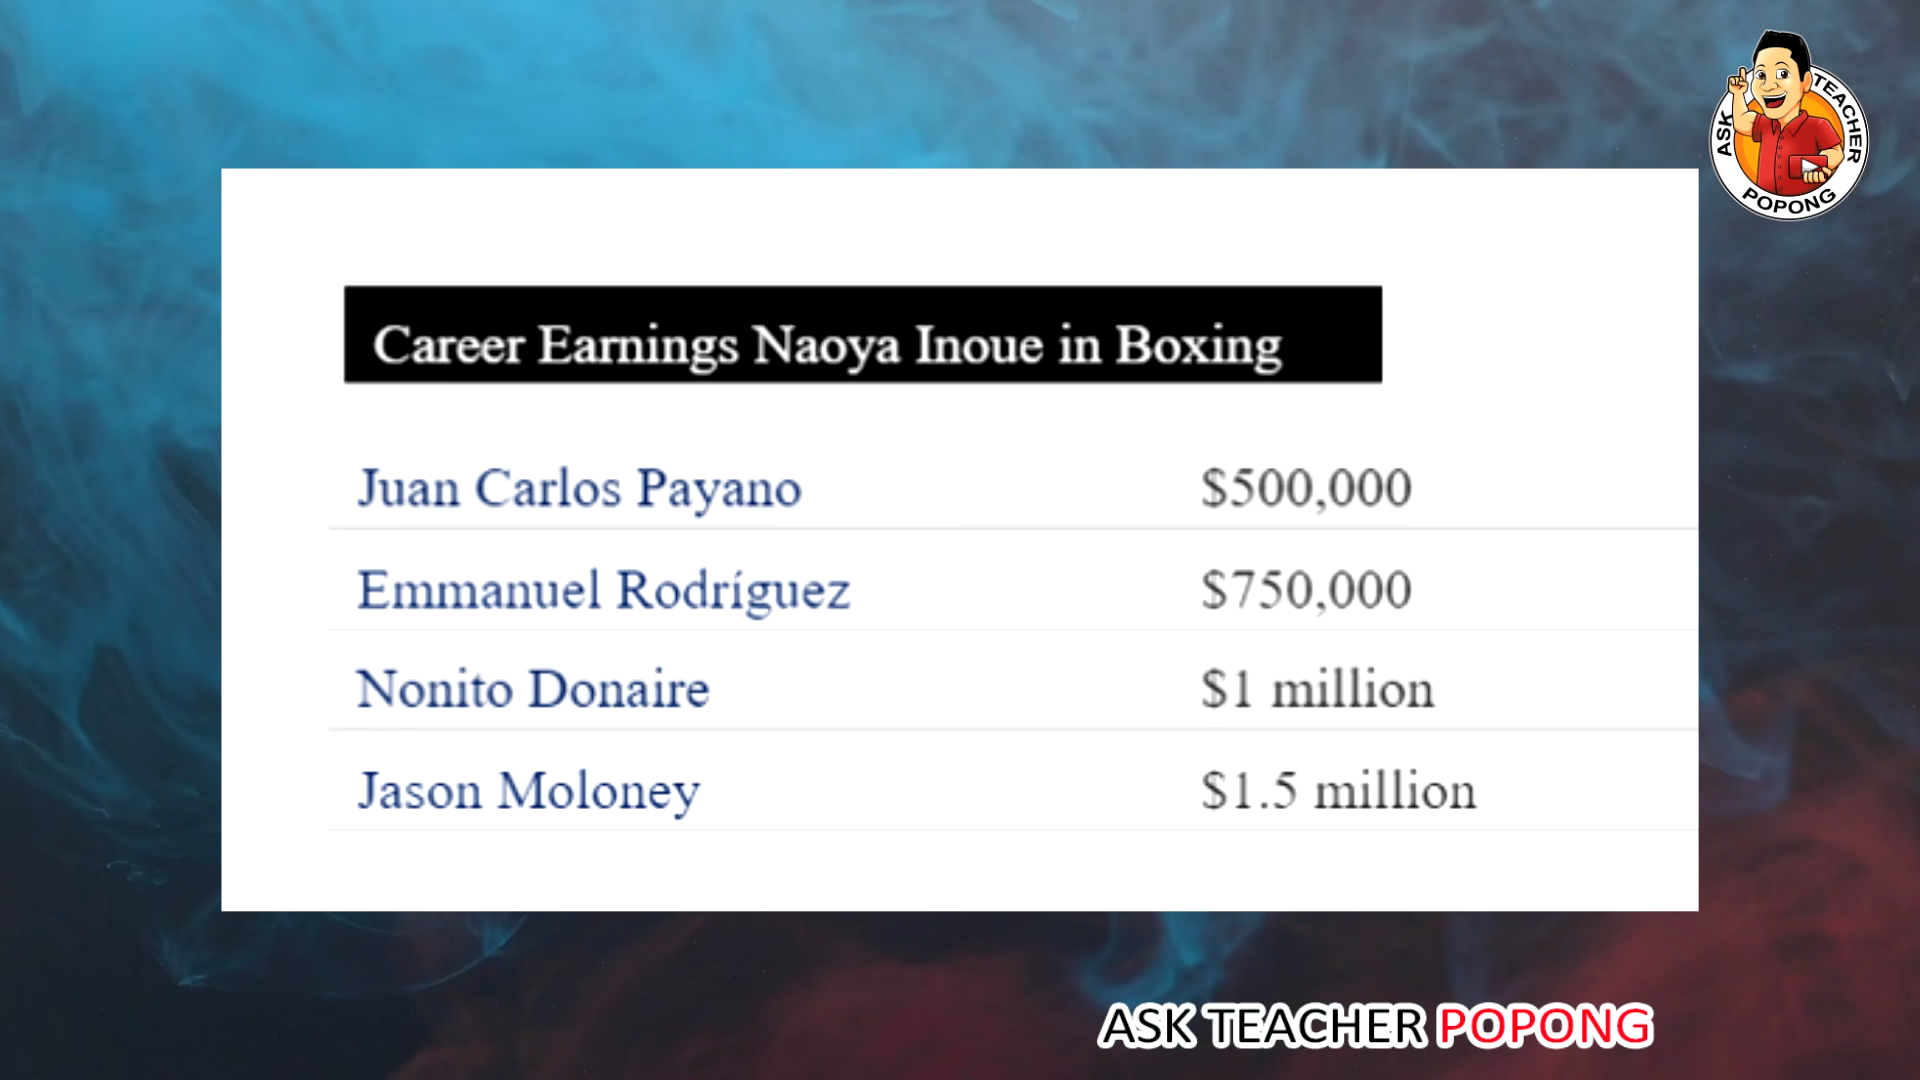 ASK TEACHER POPONG
Career Earnings Naoya Inoue in Boxing
Juan Carlos Payano $500,000
Emmanuel Rodríguez $750,000
Nonito Donaire $1 million
Jason Moloney $1.5 million
ASK TEACHER POPONG